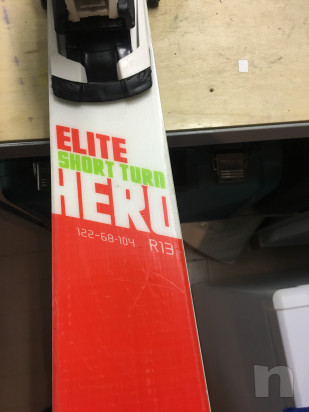 ELITE
SHORT TURN
HERO
122-68-104 R13
n